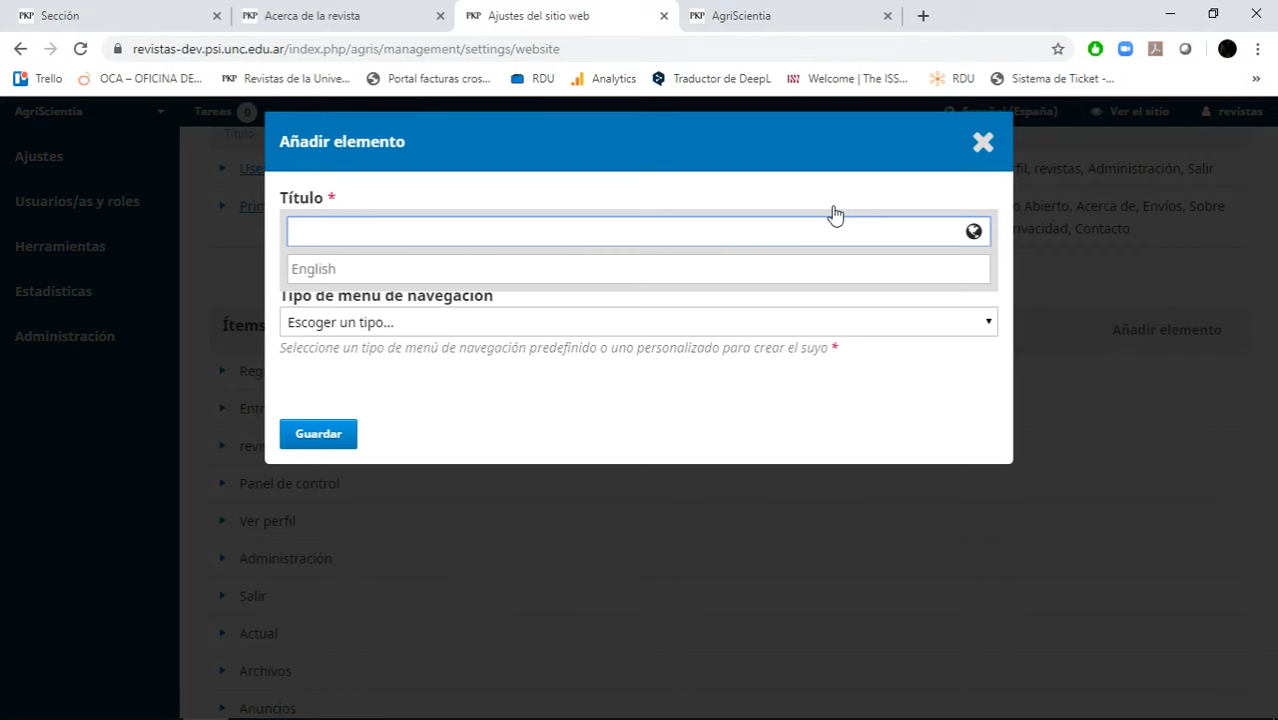 PKP Sección
PKP Acerca de la revista
PKP Ajustes del sitio web
PKP AgriScientia
revistas-dev.psi.unc.edu.ar/index.php/agris/management/settings/website
Trello
OCA – OFICINA DE...
PKP Revistas de la Unive...
Portal facturas cros...
RDU
Analytics
Traductor de DeepL
Welcome | The ISS...
RDU
Sistema de Ticket -...
»
AgriScientia
Tareas 0
Español (España)
Ver el sitio
revistas
Ajustes
Usuarios/as y roles
Herramientas
Estadísticas
Administración
Título
Use
fil, revistas, Administración, Salir
Prin
o Abierto, Acerca de, Envíos, Sobre
rivacidad, Contacto
Añadir elemento
Título *
English
Tipo de menú de navegación
Escoger un tipo...
Seleccione un tipo de menú de navegación predefinido o uno personalizado para crear el suyo *
Guardar
Ítems
Añadir elemento
Reg
Entr
revi
Panel de control
Ver perfil
Administración
Salir
Actual
Archivos
Anuncios